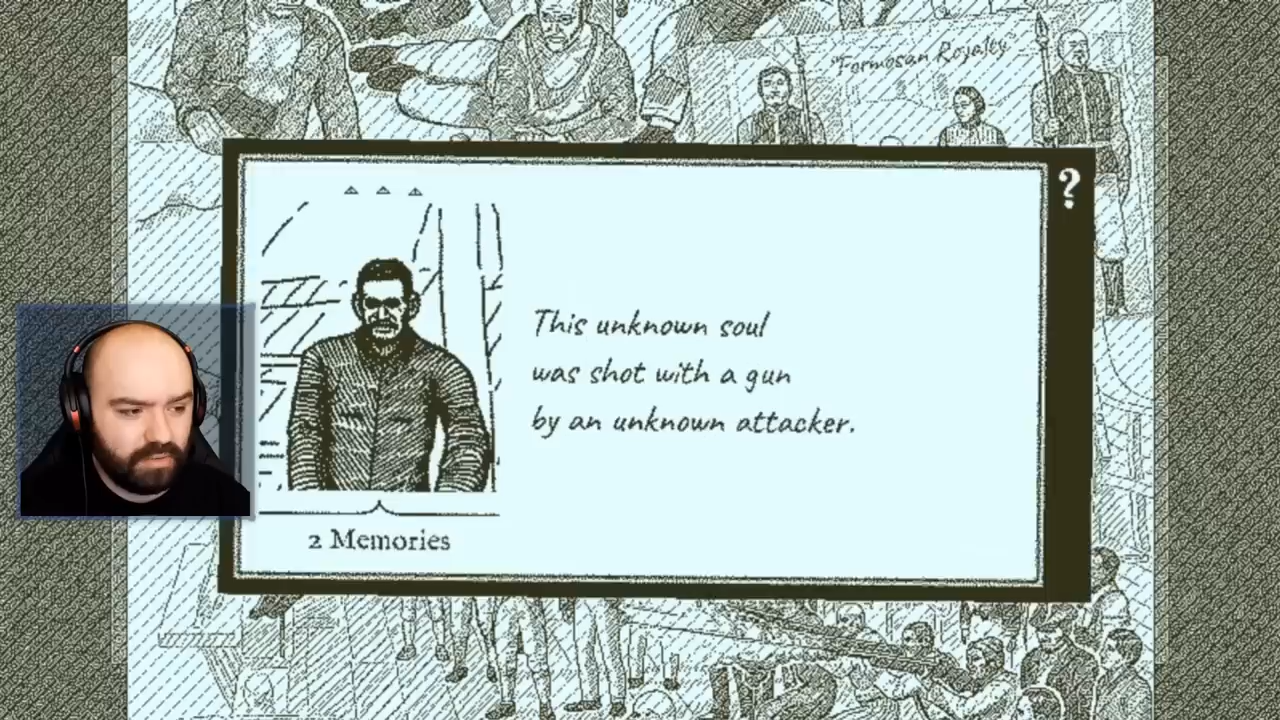 "Formosan Royalty"
?
This unknown soul
was shot with a gun
by an unknown attacker.
2 Memories